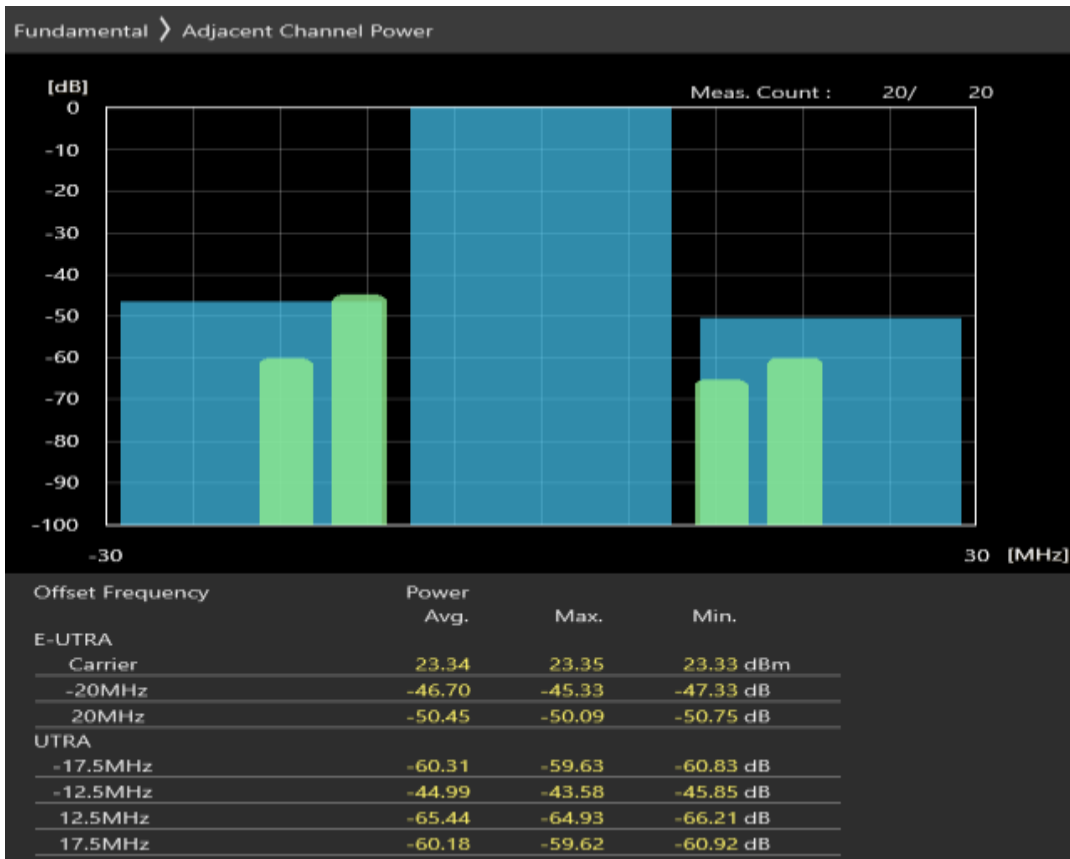 Fundamental ❯ Adjacent Channel Power
[dB]
Meas. Count : 20/ 20
0
-10
-20
-30
-40
-50
-60
-70
-80
-90
-100
-30 30 [MHz]
Offset Frequency Power
Avg. Max. Min.
E-UTRA
Carrier 23.34 23.35 23.33 dBm
-20MHz -46.70 -45.33 -47.33 dB
20MHz -50.45 -50.09 -50.75 dB
UTRA
-17.5MHz -60.31 -59.63 -60.83 dB
-12.5MHz -44.99 -43.58 -45.85 dB
12.5MHz -65.44 -64.93 -66.21 dB
17.5MHz -60.18 -59.62 -60.92 dB